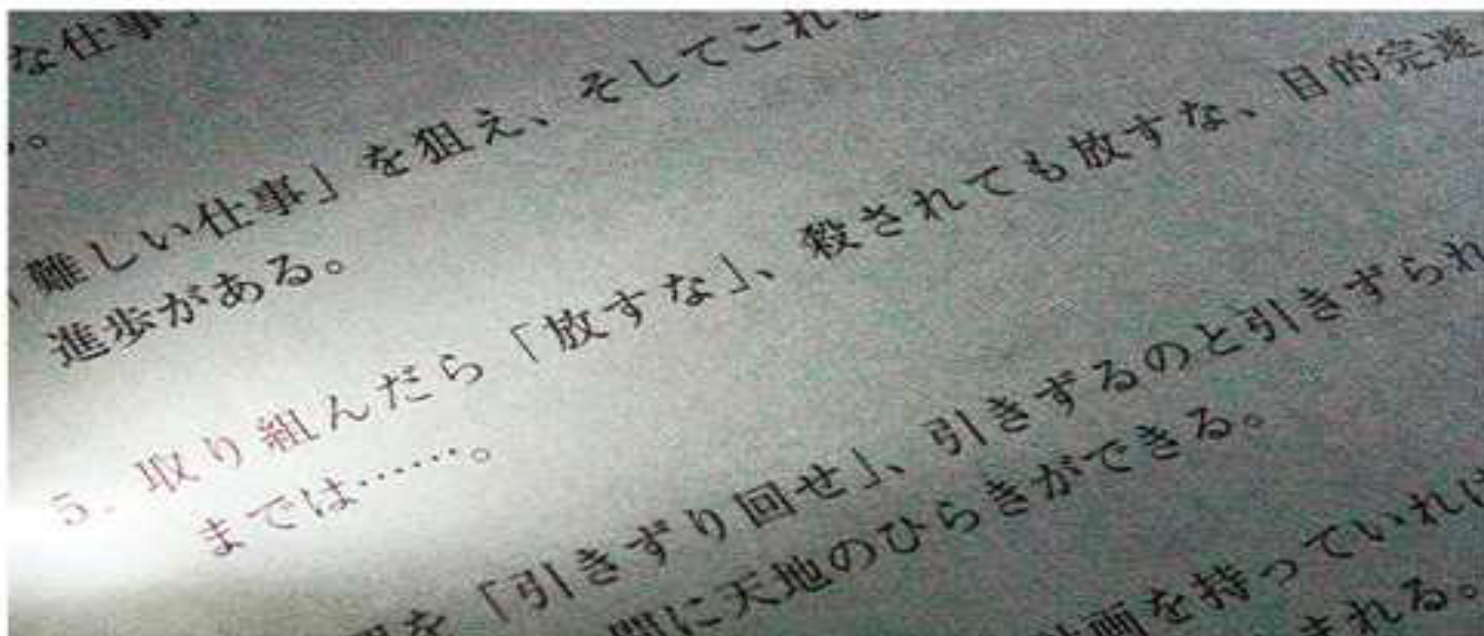 な仕事」
。
「難しい仕事」を狙え、そしてこれを
進歩がある。
5. 取り組んだら「放すな」、殺されても放すな、目的完遂
までは……。
を「引きずり回せ」、引きずるのと引きずられ
間に天地のひらきができる。
計画を持っていれば
まれる。